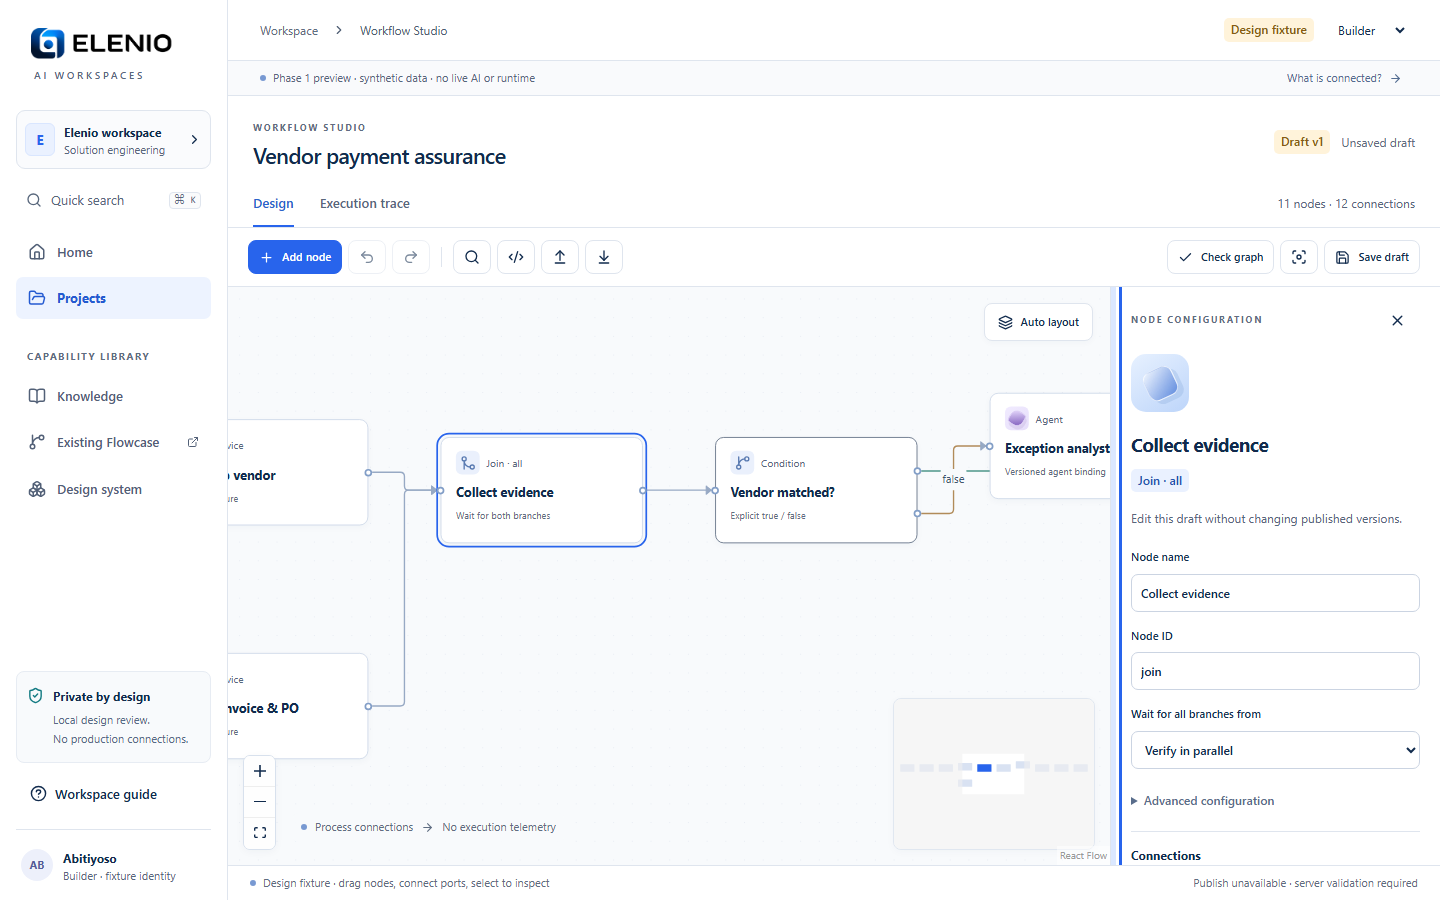 ELENIO
AI WORKSPACES
E
Elenio workspace
Solution engineering
Quick search
⌘ K
Home
Projects
CAPABILITY LIBRARY
Knowledge
Existing Flowcase
Design system
Private by design
Local design review.
No production connections.
Workspace guide
AB
Abitiyoso
Builder · fixture identity
Workspace
Workflow Studio
Design fixture
Builder
Phase 1 preview · synthetic data · no live AI or runtime
What is connected?
WORKFLOW STUDIO
Vendor payment assurance
Draft v1
Unsaved draft
Design
Execution trace
11 nodes · 12 connections
Add node
Check graph
Save draft
Auto layout
vendor
nvoice & PO
Join · all
Collect evidence
Wait for both branches
Condition
Vendor matched?
Explicit true / false
false
Agent
Exception analyst
Versioned agent binding
Process connections
No execution telemetry
React Flow
NODE CONFIGURATION
Collect evidence
Join · all
Edit this draft without changing published versions.
Node name
Collect evidence
Node ID
join
Wait for all branches from
Verify in parallel
Advanced configuration
Connections
Design fixture · drag nodes, connect ports, select to inspect
Publish unavailable · server validation required